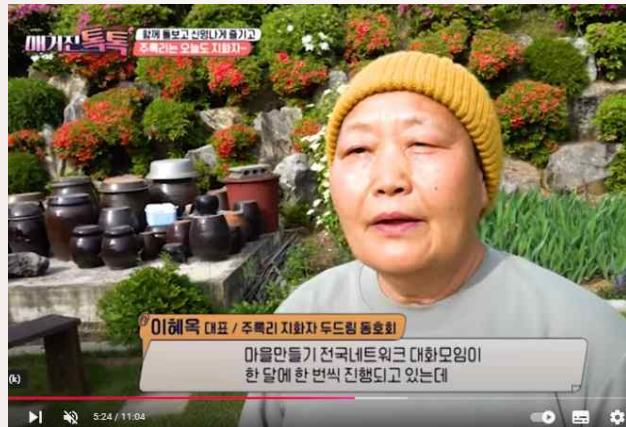 매거진 톡톡
함께 돌보고 신명나게 즐기고
주록리는 오늘도 지화자~
이혜옥 대표 / 주록리 지화자 두드림 동호회
마을만들기 전국네트워크 대화모임이
한 달에 한 번씩 진행되고 있는데
(k)
5:24 / 11:04